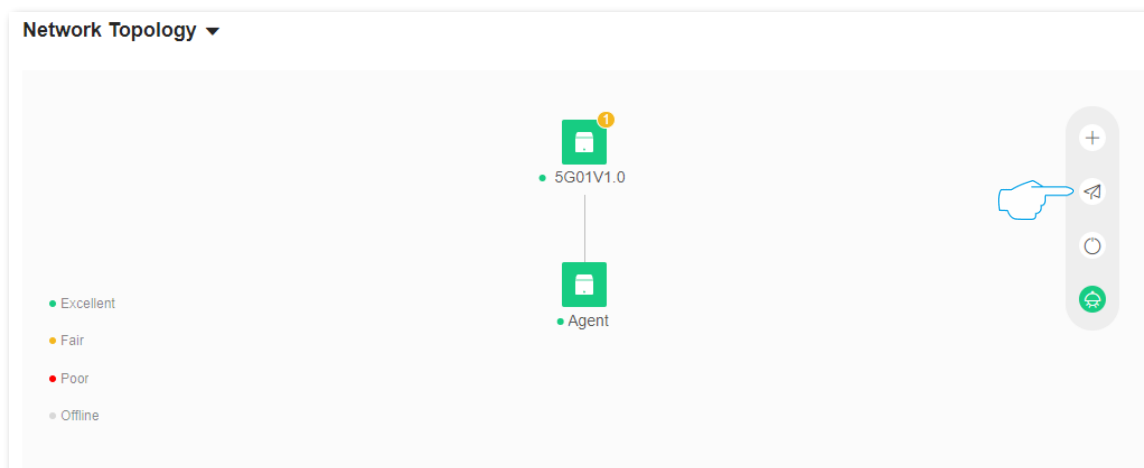 Network Topology
1
5G01V1.0
Agent
Excellent
Fair
Poor
Offline